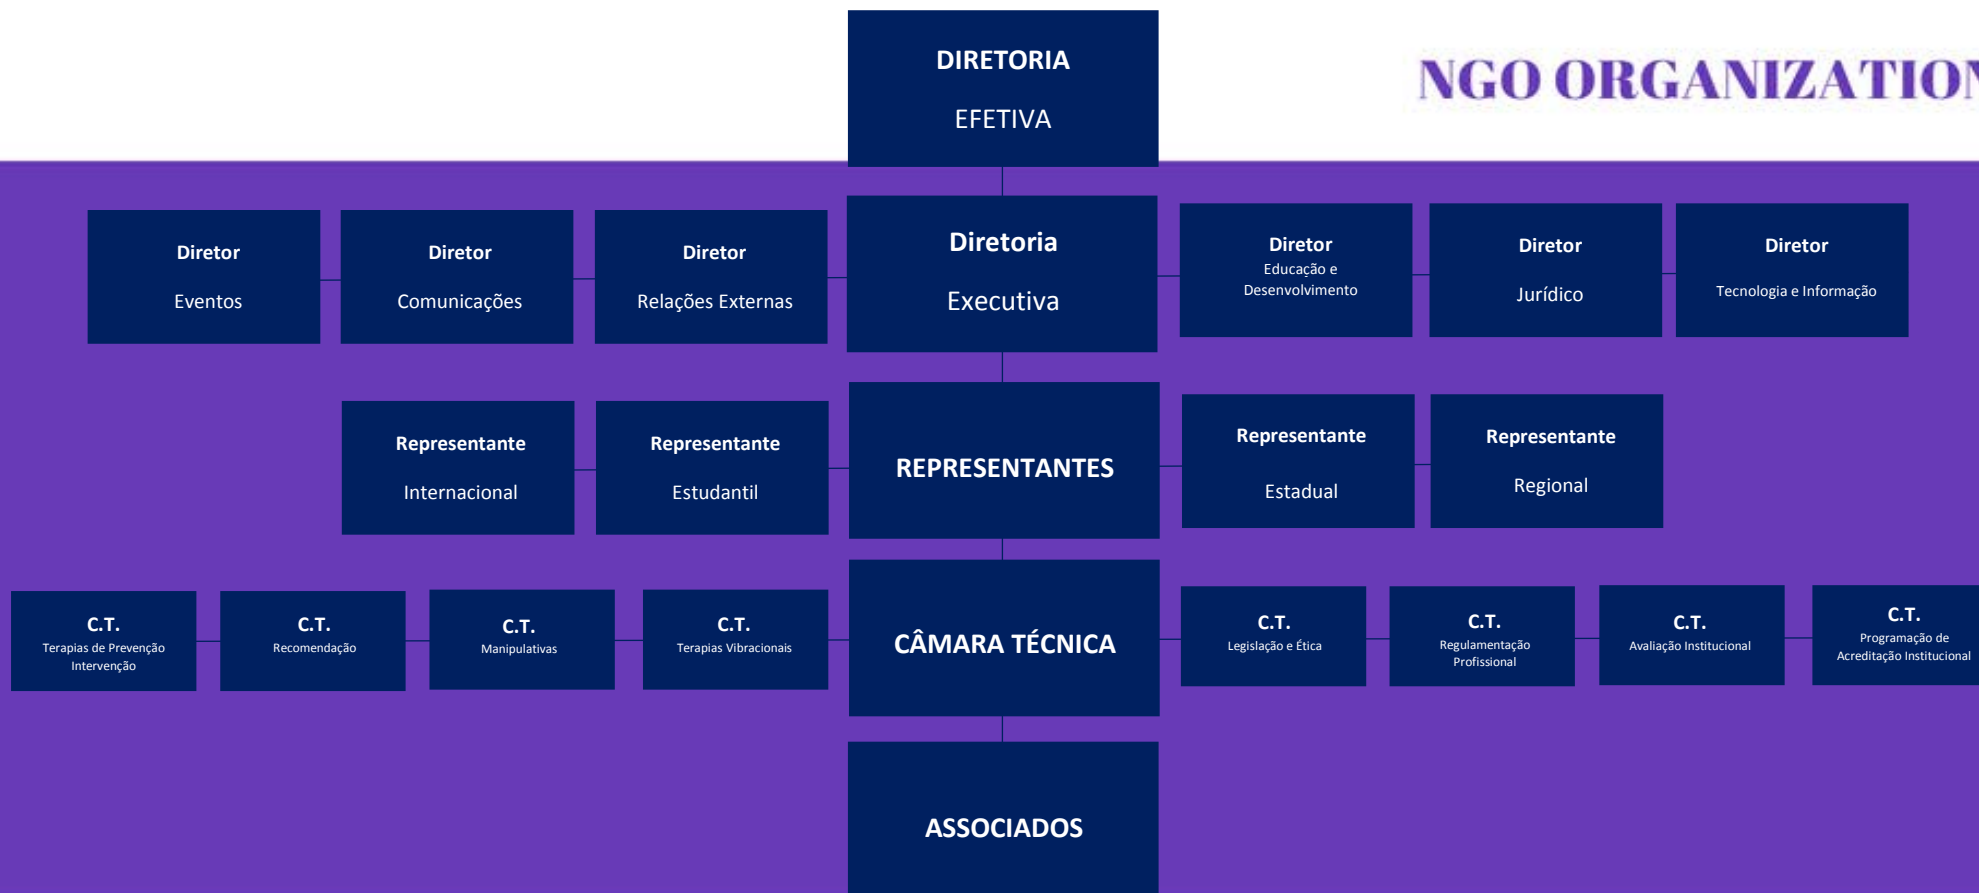 DIRETORIA
EFETIVA
NGO ORGANIZATION
Diretor
Eventos
Diretor
Comunicações
Diretor
Relações Externas
Diretoria
Executiva
Diretor
Educação e
Desenvolvimento
Diretor
Jurídico
Diretor
Tecnologia e Informação
Representante
Internacional
Representante
Estudantil
REPRESENTANTES
Representante
Estadual
Representante
Regional
C.T.
Terapias de Prevenção
Intervenção
C.T.
Recomendação
C.T.
Manipulativas
C.T.
Terapias Vibracionais
CÂMARA TÉCNICA
C.T.
Legislação e Ética
C.T.
Regulamentação
Profissional
C.T.
Avaliação Institucional
C.T.
Programação de
Acreditação Institucional
ASSOCIADOS